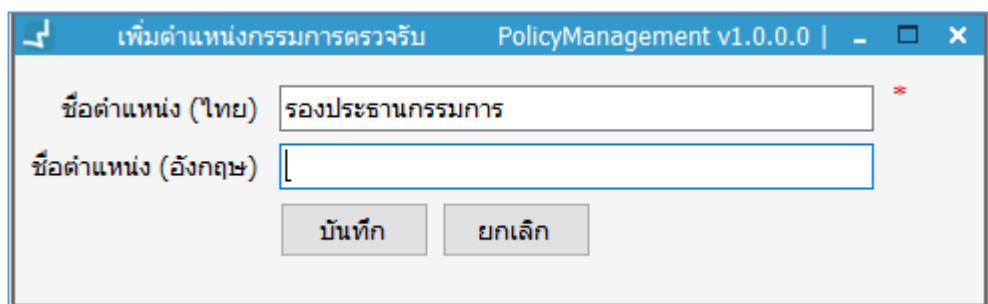 เพิ่มตำแหน่งกรรมการตรวจรับ PolicyManagement v1.0.0.0 |
ชื่อตำแหน่ง (ไทย) รองประธานกรรมการ *
ชื่อตำแหน่ง (อังกฤษ)
บันทึก ยกเลิก